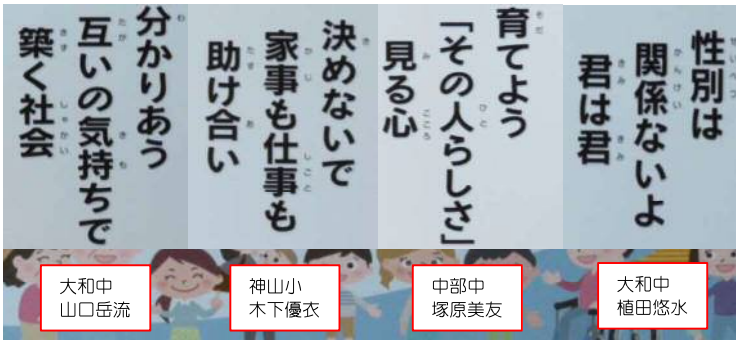 性別は
関係ないよ
君は君
大和中
植田悠水
育てよう
「その人らしさ」
見る心
中部中
塚原美友
決めないで
家事も仕事も
助け合い
神山小
木下優衣
分かりあう
互いの気持ちで
築く社会
大和中
山口岳流